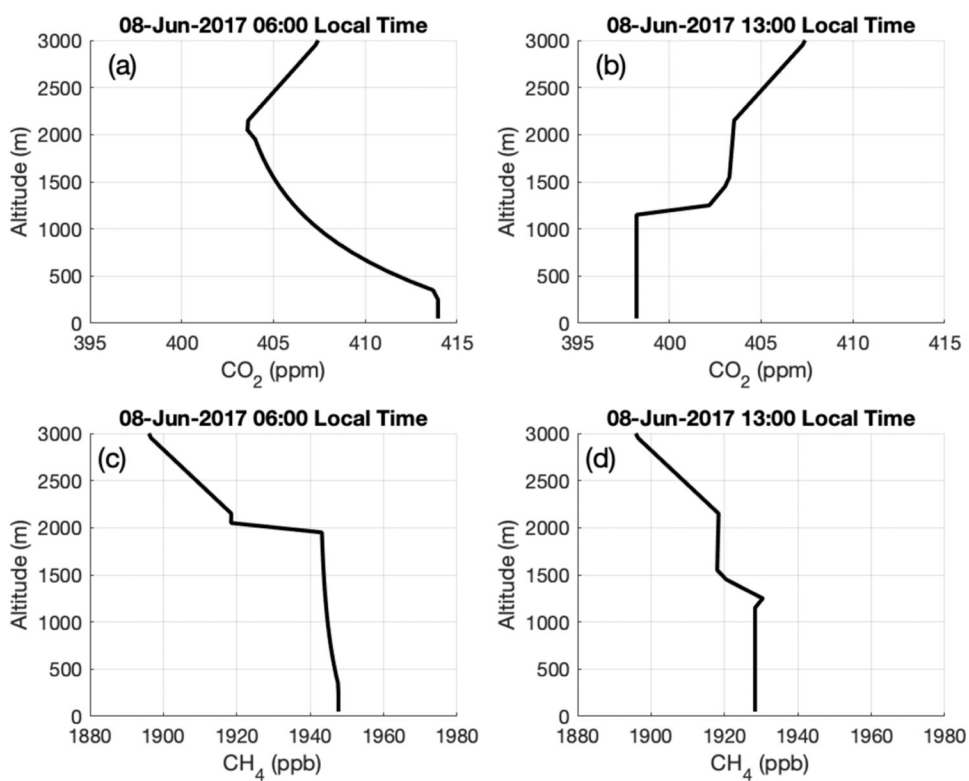 08-Jun-2017 06:00 Local Time
(a)
3000
2500
2000
1500
1000
500
0
Altitude (m)
395 400 405 410 415
CO2 (ppm)
08-Jun-2017 13:00 Local Time
(b)
3000
2500
2000
1500
1000
500
0
Altitude (m)
395 400 405 410 415
CO2 (ppm)
08-Jun-2017 06:00 Local Time
(c)
3000
2500
2000
1500
1000
500
0
Altitude (m)
1880 1900 1920 1940 1960 1980
CH4 (ppb)
08-Jun-2017 13:00 Local Time
(d)
3000
2500
2000
1500
1000
500
0
Altitude (m)
1880 1900 1920 1940 1960 1980
CH4 (ppb)